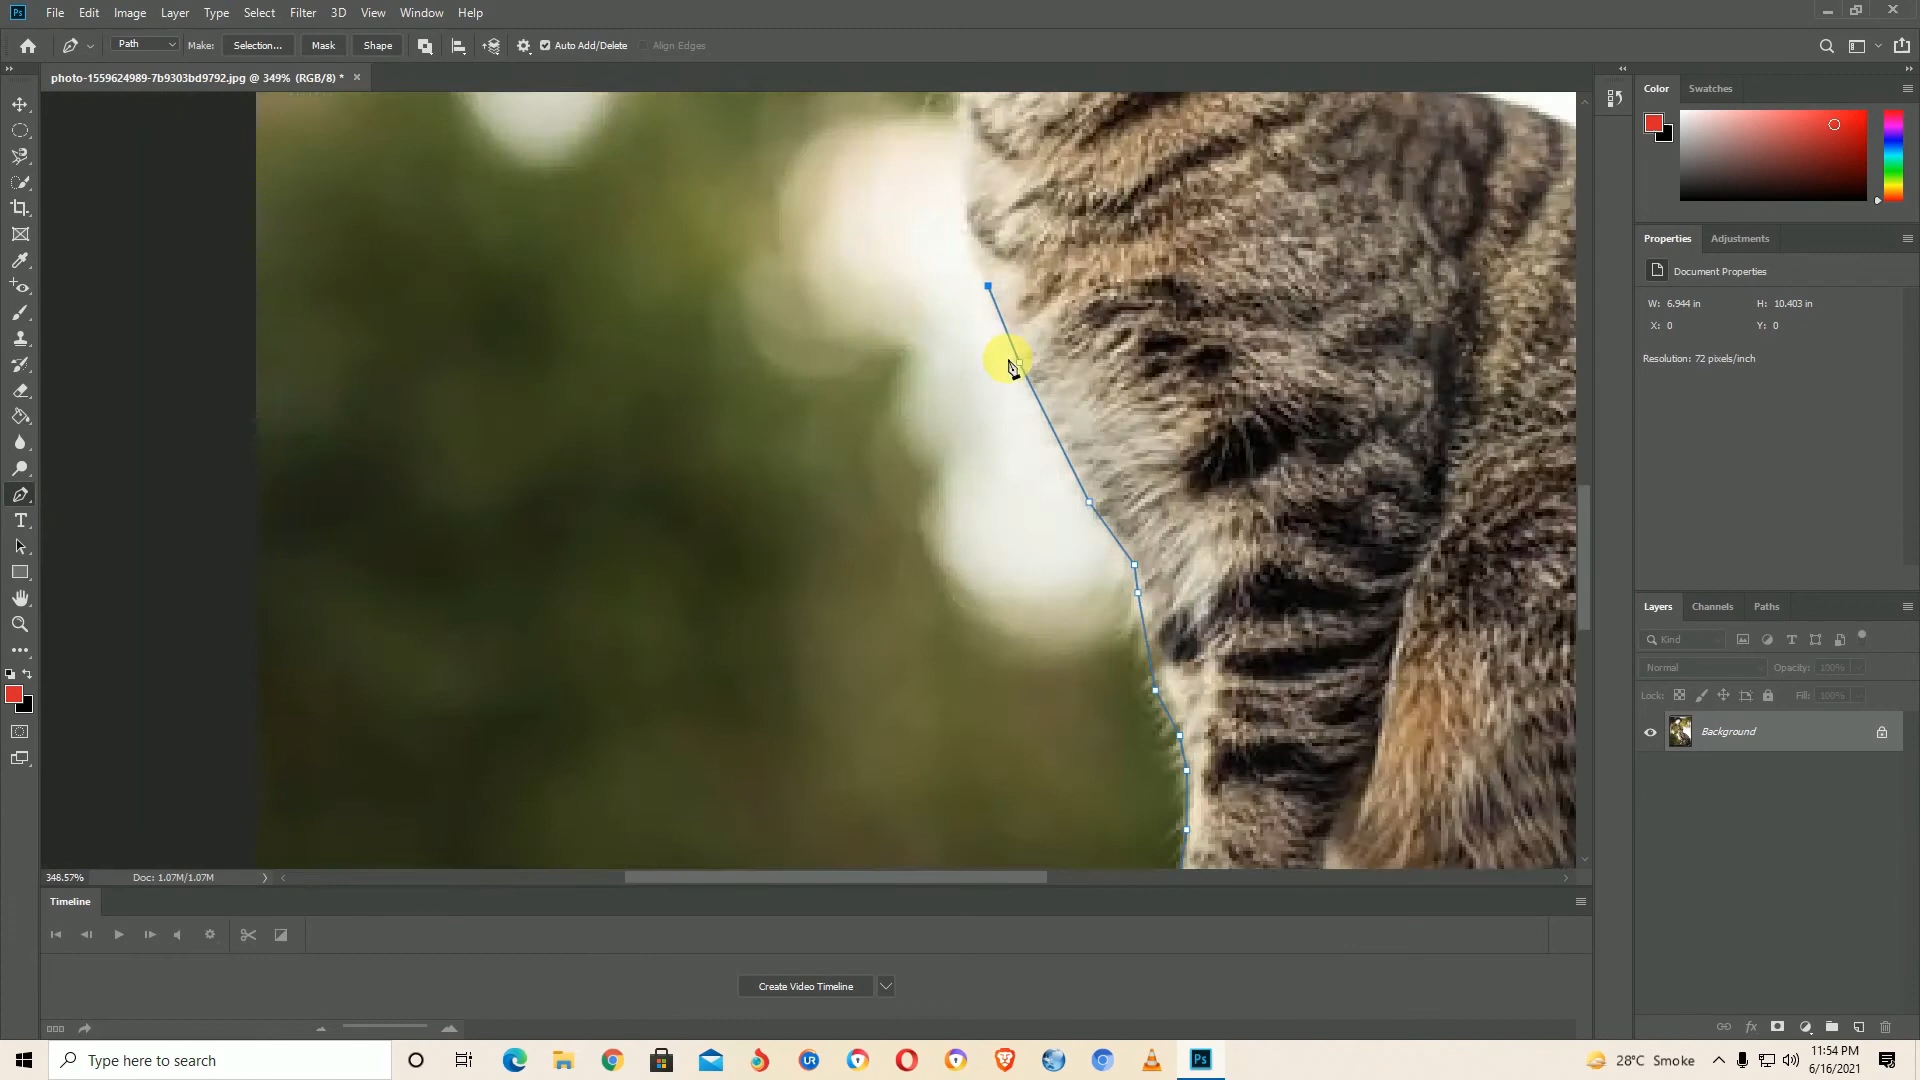 Ps File Edit Image Layer Type Select Filter 3D View Window Help
Path Make: Selection... Mask Shape Auto Add/Delete Align Edges
photo-1559624989-7b9303bd9792.jpg @ 349% (RGB/8) * ×
Color Swatches
Properties Adjustments
Document Properties
W: 6.944 in H: 10.403 in
X: 0 Y: 0
Resolution: 72 pixels/inch
Layers Channels Paths
Kind
Normal Opacity: 100%
Lock: Fill: 100%
Background
348.57% Doc: 1.07M/1.07M
Timeline
Create Video Timeline
Type here to search
UR
Ps
28°C Smoke
11:54 PM
6/16/2021